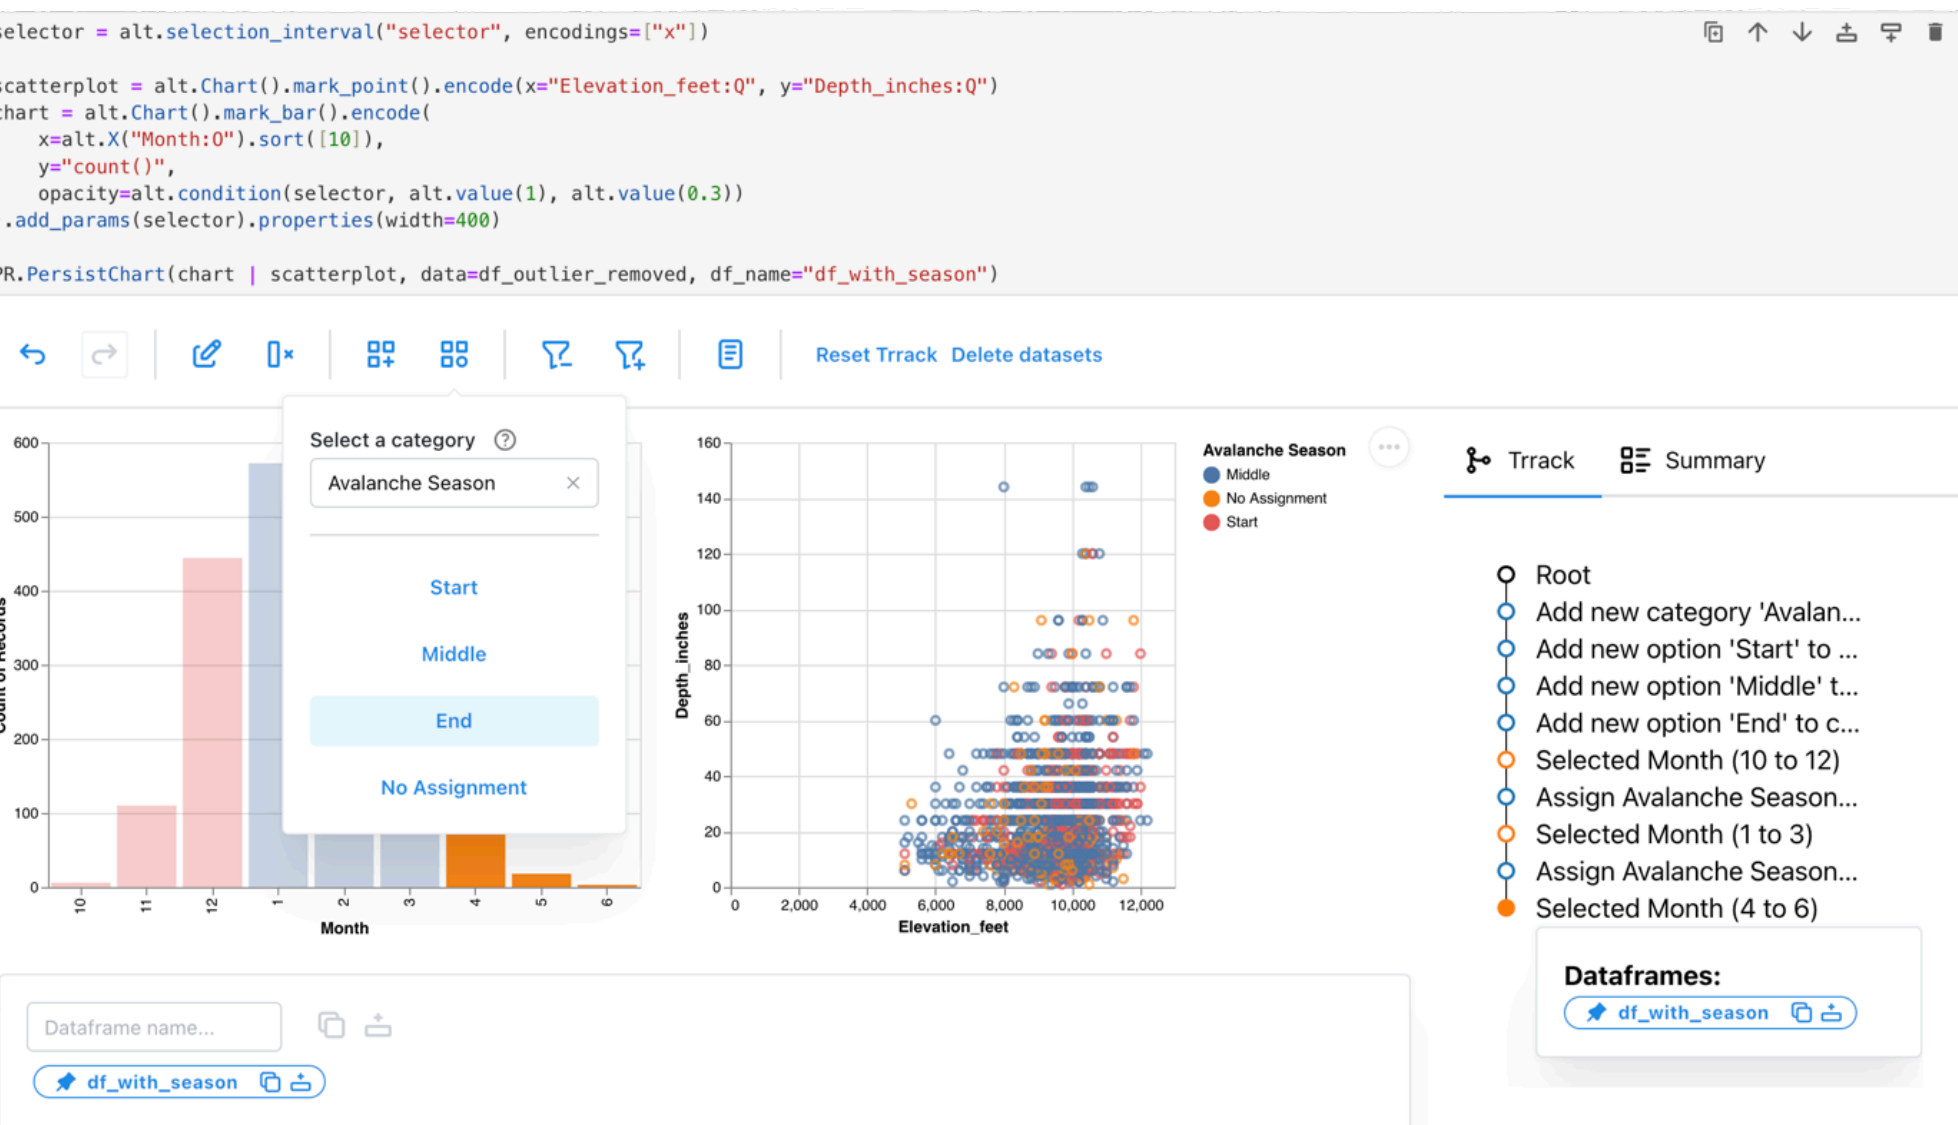 selector = alt.selection_interval("selector", encodings=["x"])
scatterplot = alt.Chart().mark_point().encode(x="Elevation_feet:Q", y="Depth_inches:Q")
chart = alt.Chart().mark_bar().encode(
x=alt.X("Month:O").sort([10]),
y="count()",
opacity=alt.condition(selector, alt.value(1), alt.value(0.3))
).add_params(selector).properties(width=400)
PR.PersistChart(chart | scatterplot, data=df_outlier_removed, df_name="df_with_season")
Reset Trrack Delete datasets
Select a category ?
Avalanche Season
Start
Middle
End
No Assignment
600
500
400
300
200
100
0
Count of Records
10 11 12 1 2 3 4 5 6
Month
160
140
120
100
80
60
40
20
0
Depth_inches
0 2,000 4,000 6,000 8,000 10,000 12,000
Elevation_feet
Avalanche Season
Middle
No Assignment
Start
Trrack Summary
Root
Add new category 'Avalan...
Add new option 'Start' to ...
Add new option 'Middle' t...
Add new option 'End' to c...
Selected Month (10 to 12)
Assign Avalanche Season...
Selected Month (1 to 3)
Assign Avalanche Season...
Selected Month (4 to 6)
Dataframes:
df_with_season
Dataframe name...
df_with_season